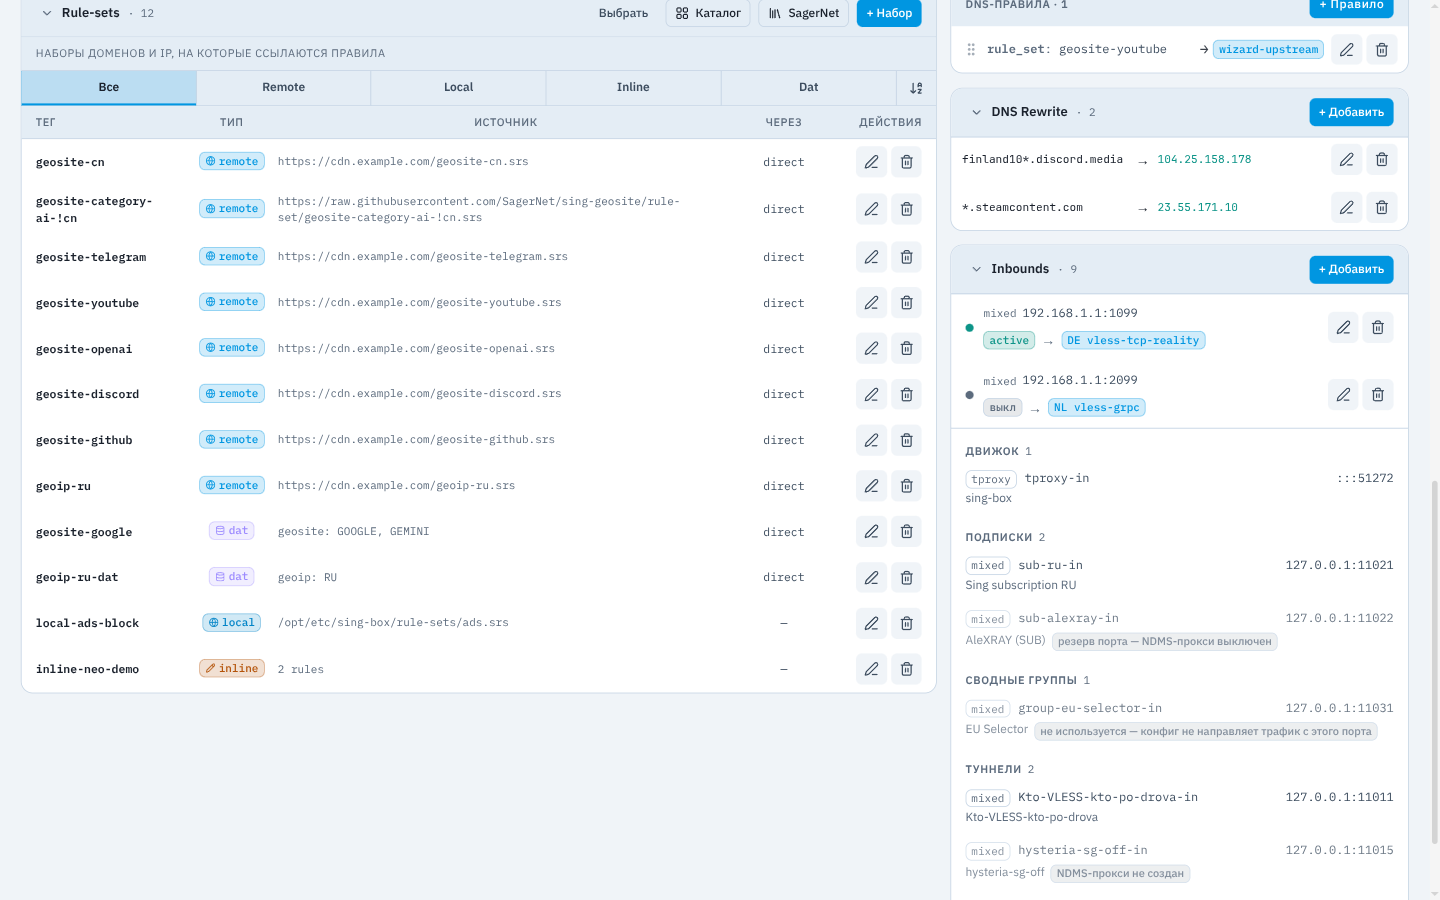 Rule-sets · 12
Выбрать
Каталог
SagerNet
+ Набор
НАБОРЫ ДОМЕНОВ И IP, НА КОТОРЫЕ ССЫЛАЮТСЯ ПРАВИЛА
Все
Remote
Local
Inline
Dat
ТЕГ
ТИП
ИСТОЧНИК
ЧЕРЕЗ
ДЕЙСТВИЯ
geosite-cn
remote
https://cdn.example.com/geosite-cn.srs
direct
geosite-category-
ai-!cn
remote
https://raw.githubusercontent.com/SagerNet/sing-geosite/rule-
set/geosite-category-ai-!cn.srs
direct
geosite-telegram
remote
https://cdn.example.com/geosite-telegram.srs
direct
geosite-youtube
remote
https://cdn.example.com/geosite-youtube.srs
direct
geosite-openai
remote
https://cdn.example.com/geosite-openai.srs
direct
geosite-discord
remote
https://cdn.example.com/geosite-discord.srs
direct
geosite-github
remote
https://cdn.example.com/geosite-github.srs
direct
geoip-ru
remote
https://cdn.example.com/geoip-ru.srs
direct
geosite-google
dat
geosite: GOOGLE, GEMINI
direct
geoip-ru-dat
dat
geoip: RU
direct
local-ads-block
local
/opt/etc/sing-box/rule-sets/ads.srs
—
inline-neo-demo
inline
2 rules
—
DNS-ПРАВИЛА · 1
+ Правило
rule_set: geosite-youtube
→ wizard-upstream
DNS Rewrite · 2
+ Добавить
finland10*.discord.media → 104.25.158.178
*.steamcontent.com → 23.55.171.10
Inbounds · 9
+ Добавить
mixed 192.168.1.1:1099
active → DE vless-tcp-reality
mixed 192.168.1.1:2099
выкл → NL vless-grpc
ДВИЖОК 1
tproxy tproxy-in :::51272
sing-box
ПОДПИСКИ 2
mixed sub-ru-in 127.0.0.1:11021
Sing subscription RU
mixed sub-alexray-in 127.0.0.1:11022
AleXRAY (SUB) резерв порта — NDMS-прокси выключен
СВОДНЫЕ ГРУППЫ 1
mixed group-eu-selector-in 127.0.0.1:11031
EU Selector не используется — конфиг не направляет трафик с этого порта
ТУННЕЛИ 2
mixed Kto-VLESS-kto-po-drova-in 127.0.0.1:11011
Kto-VLESS-kto-po-drova
mixed hysteria-sg-off-in 127.0.0.1:11015
hysteria-sg-off NDMS-прокси не создан